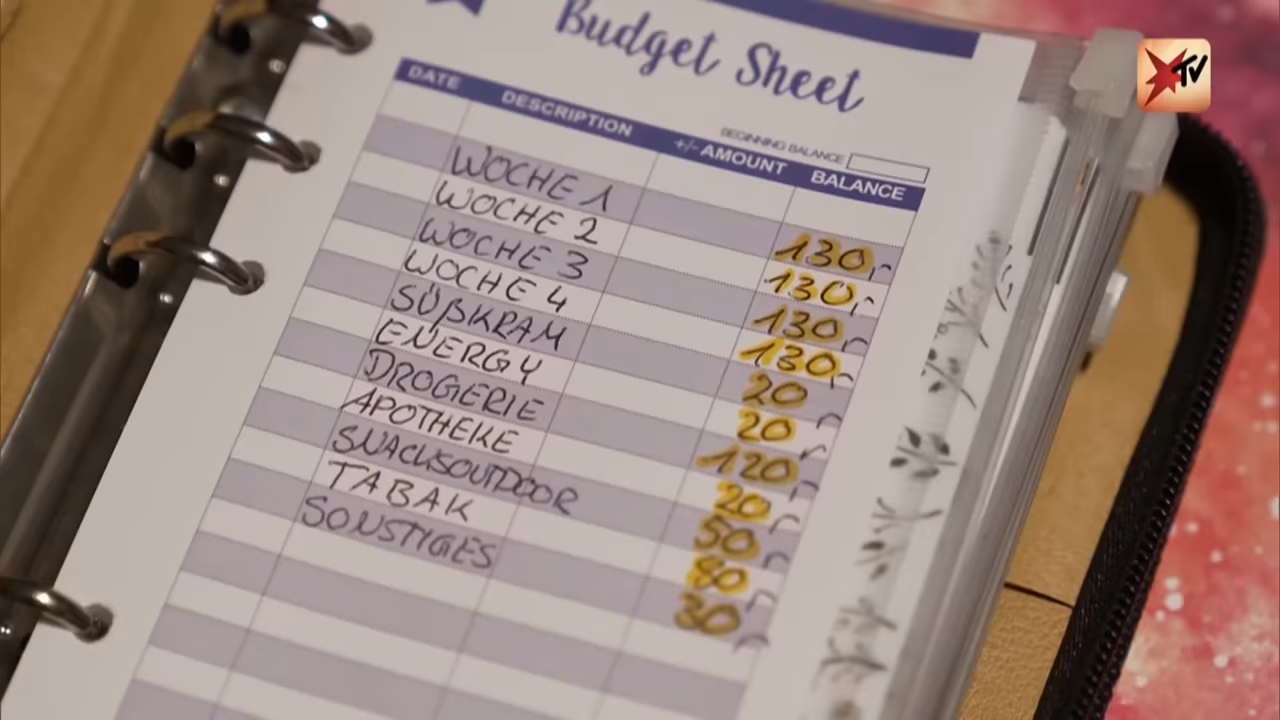 Budget Sheet
BEGINNING BALANCE
DATE DESCRIPTION +/- AMOUNT BALANCE
WOCHE 1 130,-
WOCHE 2 130,-
WOCHE 3 130,-
WOCHE 4 130,-
SÜßKRAM 20,-
ENERGY 20,-
DROGERIE 120,-
APOTHEKE 20,-
SNACKSOUTDOOR 50,-
TABAK 80,-
SONSTIGES 30,-
TV